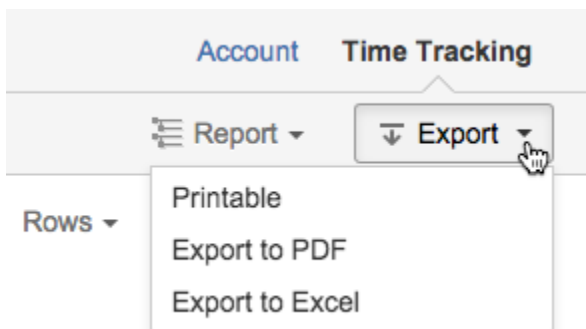 Account Time Tracking
Report Export
Printable
Rows
Export to PDF
Export to Excel